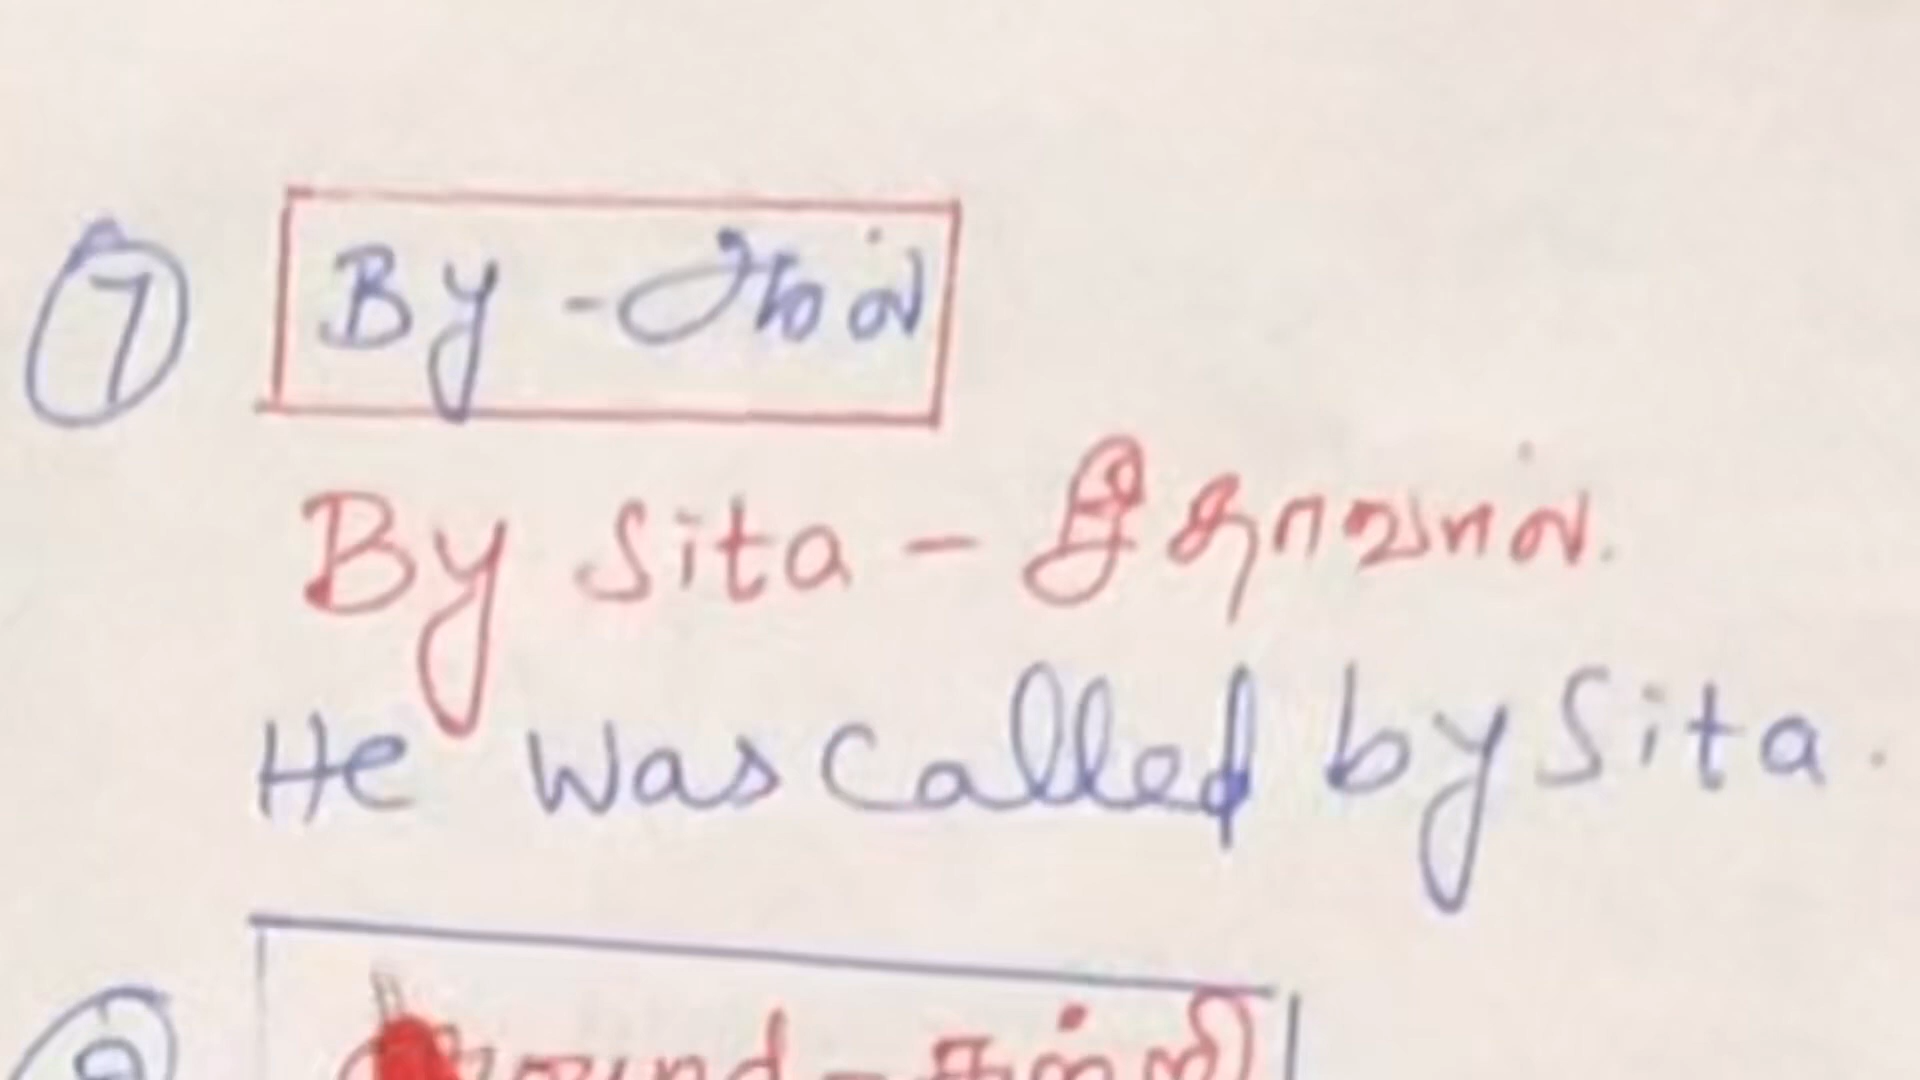 ⑦ By - ஆல்
By Sita - சீதாவால்.
He was called by Sita.
சுற்றி